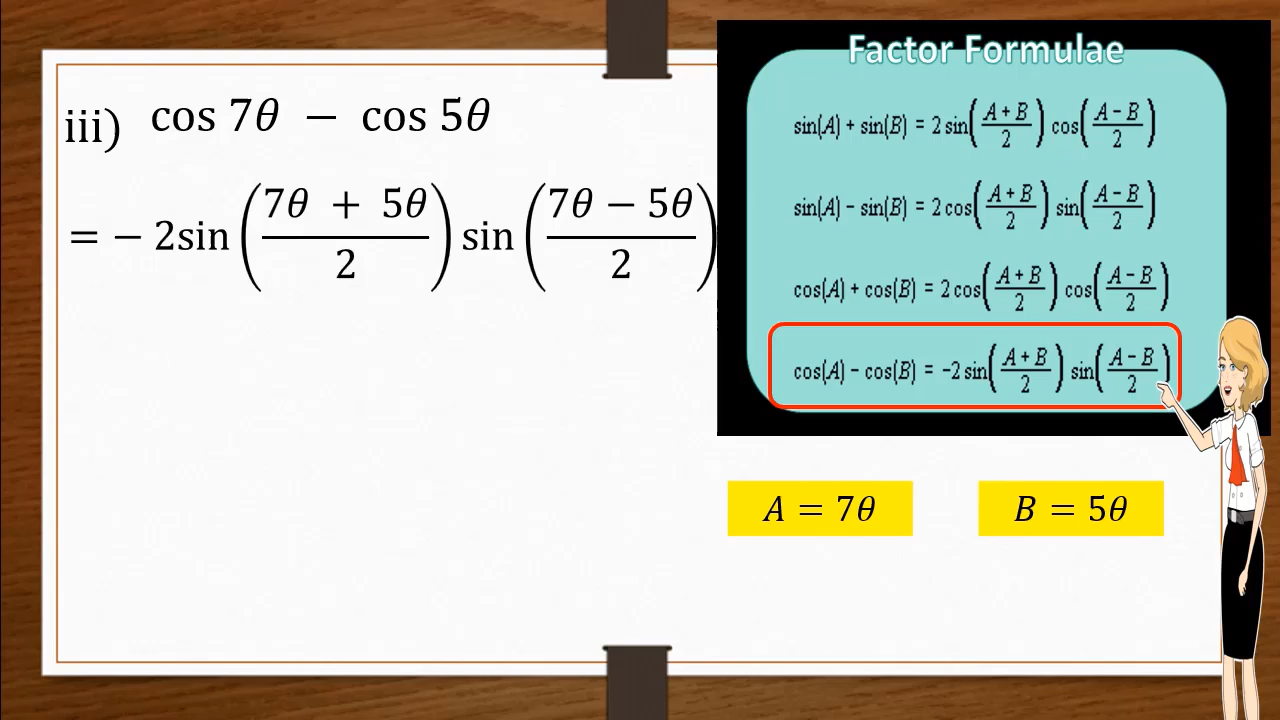 iii) cos 7θ − cos 5θ
= − 2sin((7θ + 5θ)/2) sin((7θ − 5θ)/2)
Factor Formulae
sin(A) + sin(B) = 2 sin((A + B)/2) cos((A − B)/2)
sin(A) − sin(B) = 2 cos((A + B)/2) sin((A − B)/2)
cos(A) + cos(B) = 2 cos((A + B)/2) cos((A − B)/2)
cos(A) − cos(B) = -2 sin((A + B)/2) sin((A − B)/2)
A = 7θ
B = 5θ